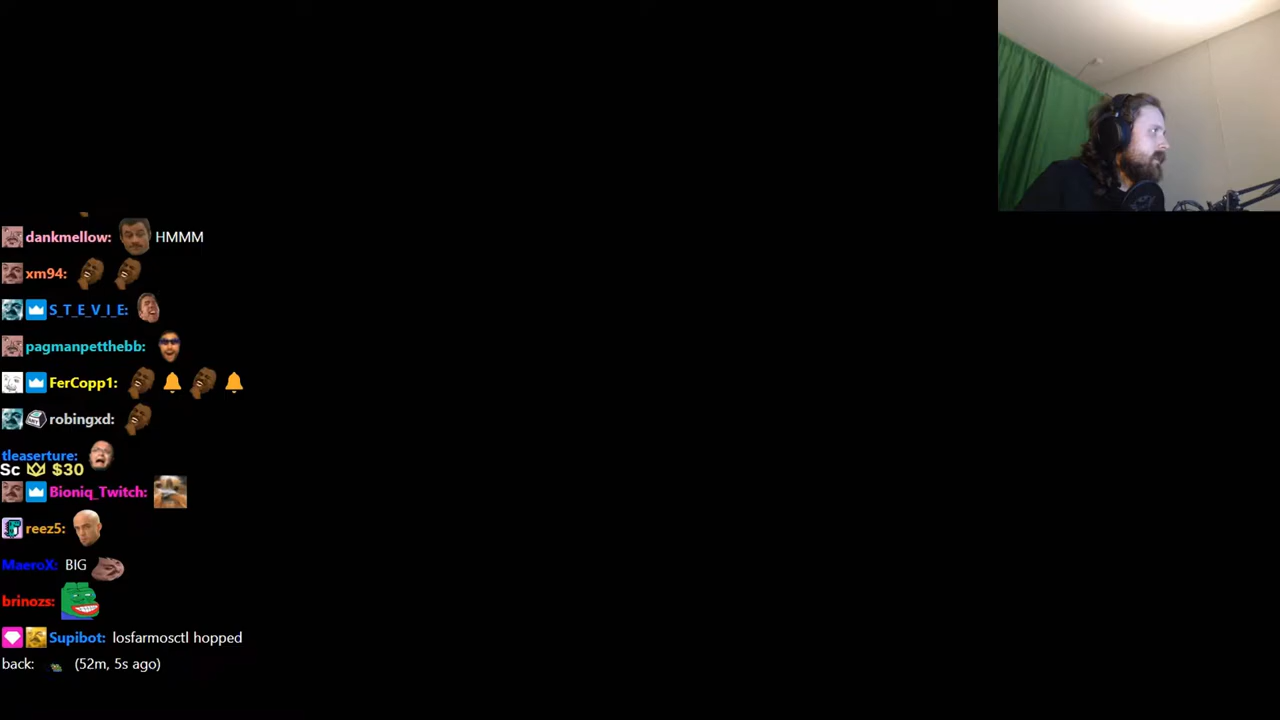 dankmellow: HMMM
xm94:
S_T_E_V_I_E:
pagmanpetthebb:
FerCopp1:
robingxd:
tleaserture:
Sc $30
Bioniq_Twitch:
reez5:
MaeroX: BIG
brinozs:
Supibot: losfarmosctl hopped
back: (52m, 5s ago)